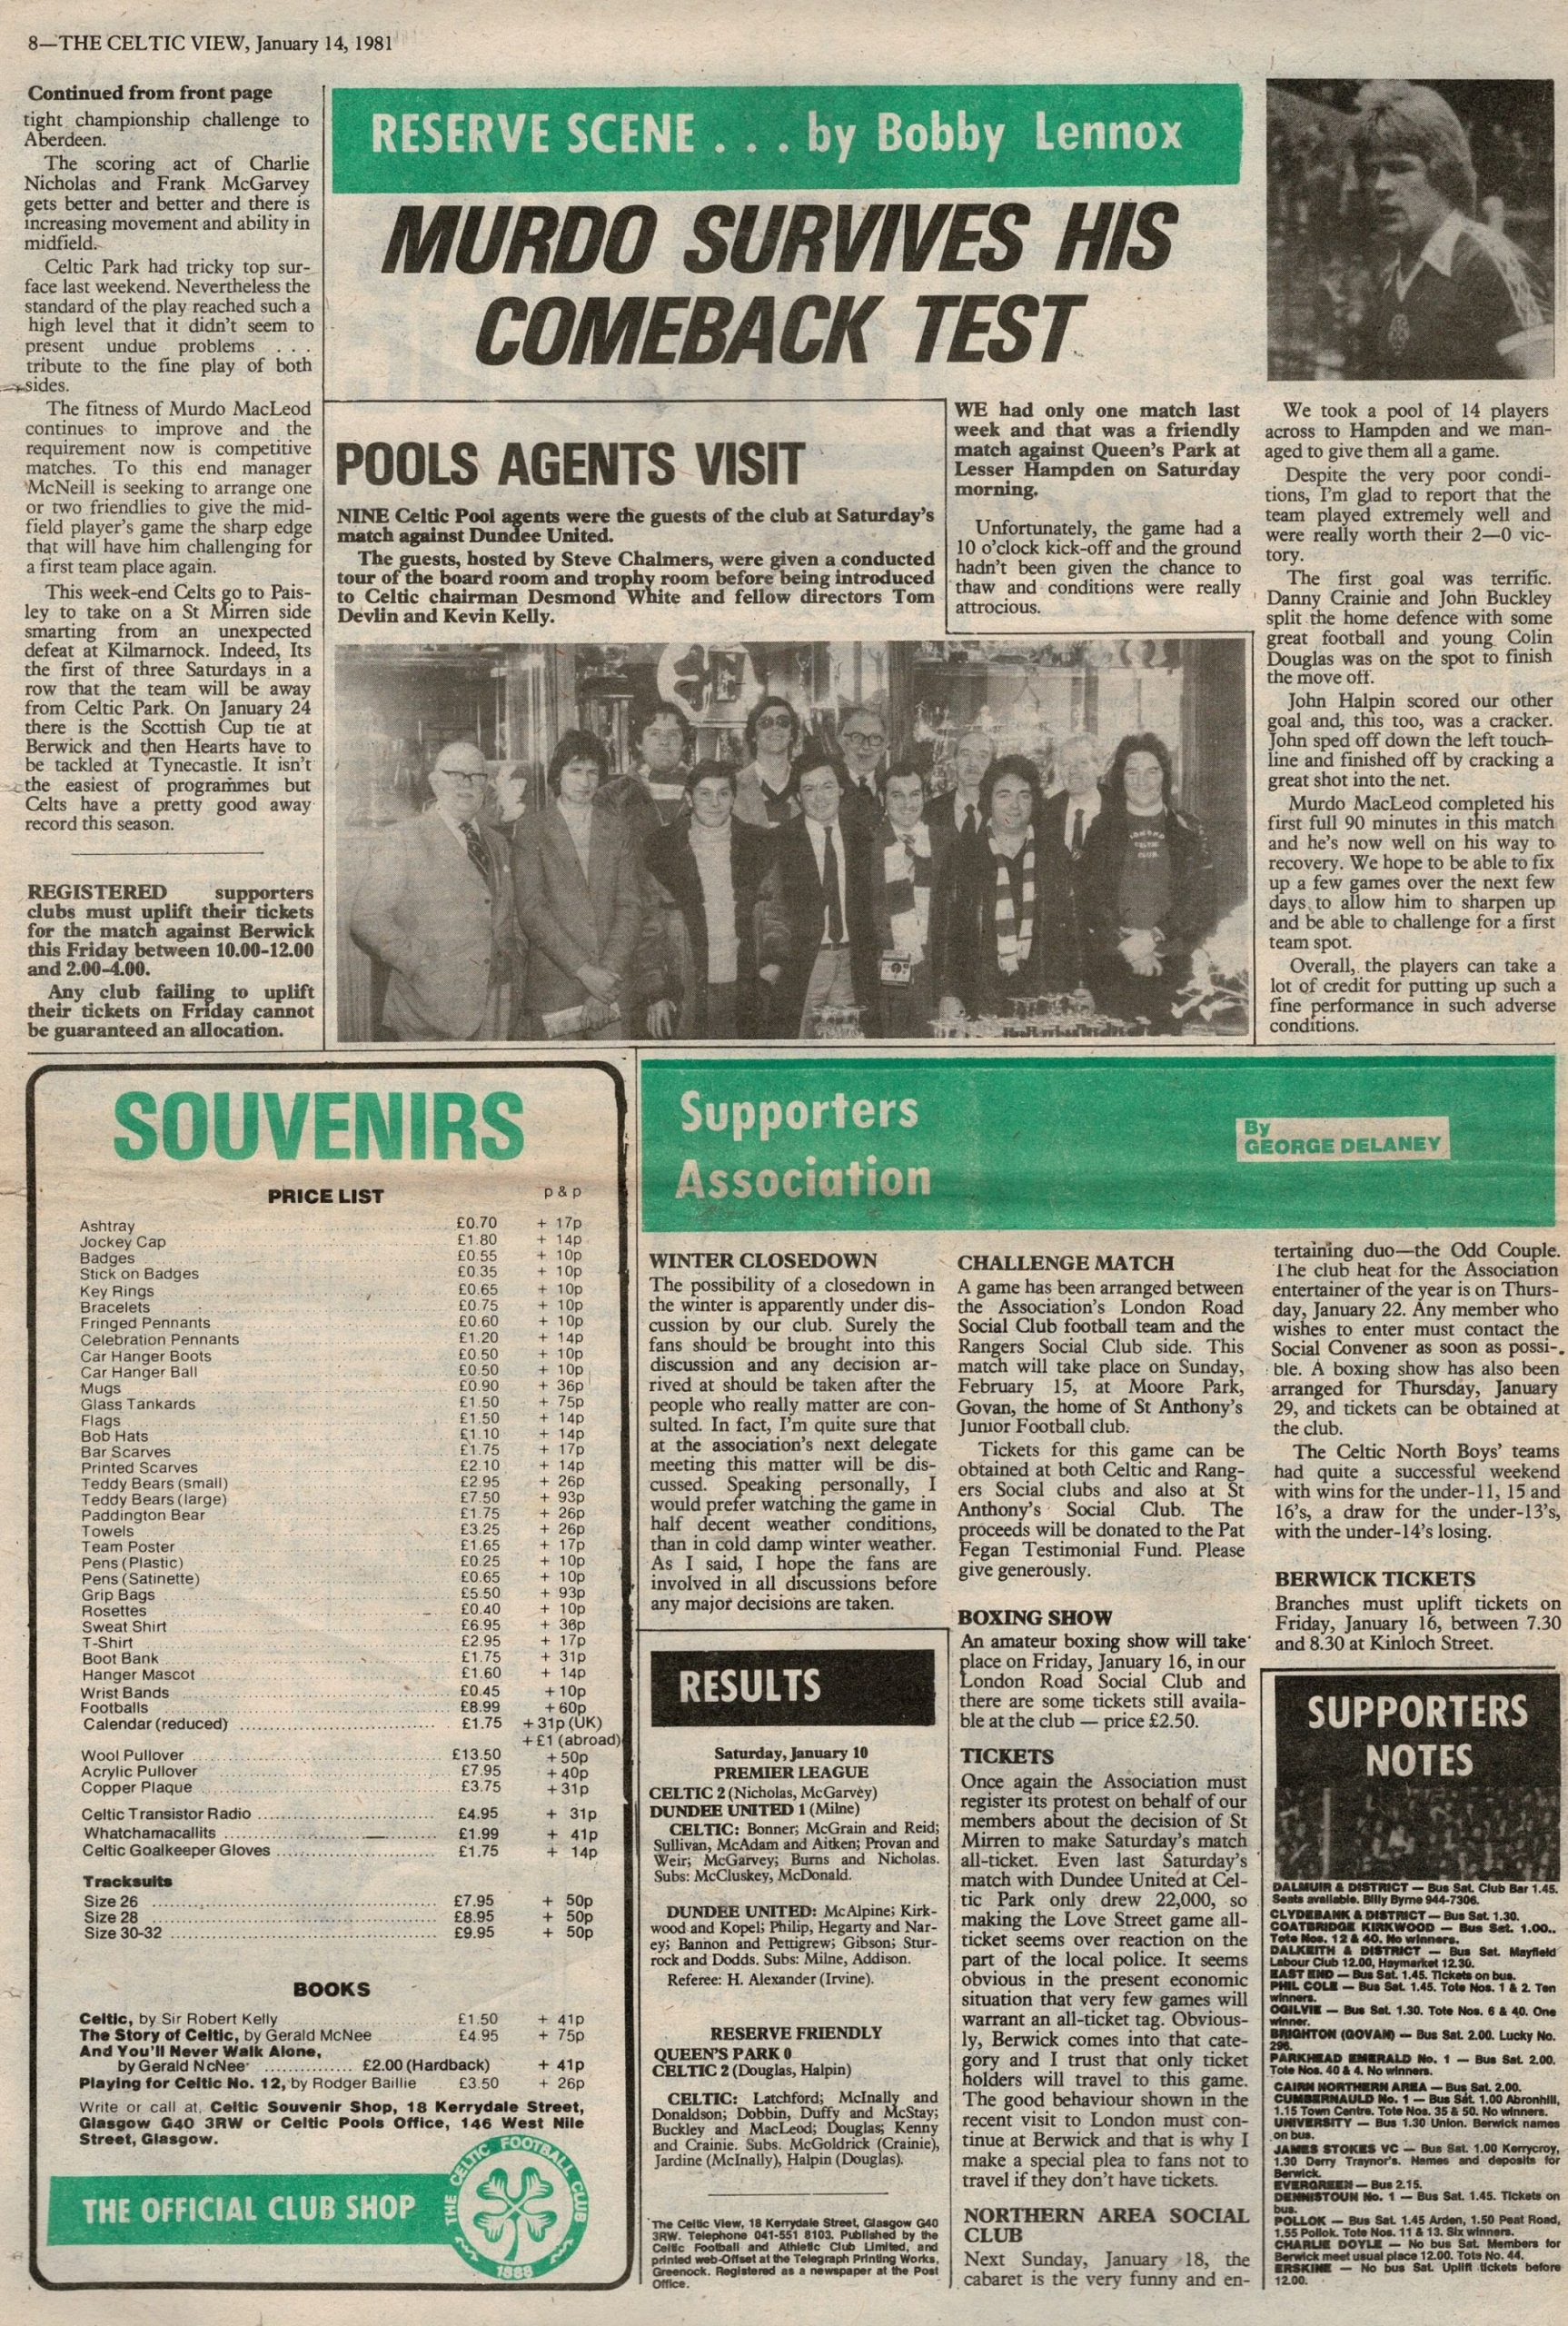 8—THE CELTIC VIEW, January 14, 1981
Continued from front page
tight championship challenge to
Aberdeen.
The scoring act of Charlie
Nicholas and Frank McGarvey
gets better and better and there is
increasing movement and ability in
midfield.
Celtic Park had tricky top sur-
face last weekend. Nevertheless the
standard of the play reached such a
high level that it didn't seem to
present undue problems . . .
tribute to the fine play of both
sides.
The fitness of Murdo MacLeod
continues to improve and the
requirement now is competitive
matches. To this end manager
McNeill is seeking to arrange one
or two friendlies to give the mid-
field player's game the sharp edge
that will have him challenging for
a first team place again.
This week-end Celts go to Pais-
ley to take on a St Mirren side
smarting from an unexpected
defeat at Kilmarnock. Indeed, Its
the first of three Saturdays in a
row that the team will be away
from Celtic Park. On January 24
there is the Scottish Cup tie at
Berwick and then Hearts have to
be tackled at Tynecastle. It isn't
the easiest of programmes but
Celts have a pretty good away
record this season.
REGISTERED supporters
clubs must uplift their tickets
for the match against Berwick
this Friday between 10.00-12.00
and 2.00-4.00.
Any club failing to uplift
their tickets on Friday cannot
be guaranteed an allocation.
RESERVE SCENE . . . by Bobby Lennox
MURDO SURVIVES HIS
COMEBACK TEST
POOLS AGENTS VISIT
NINE Celtic Pool agents were the guests of the club at Saturday's
match against Dundee United.
The guests, hosted by Steve Chalmers, were given a conducted
tour of the board room and trophy room before being introduced
to Celtic chairman Desmond White and fellow directors Tom
Devlin and Kevin Kelly.
WE had only one match last
week and that was a friendly
match against Queen's Park at
Lesser Hampden on Saturday
morning.
Unfortunately, the game had a
10 o'clock kick-off and the ground
hadn't been given the chance to
thaw and conditions were really
attrocious.
We took a pool of 14 players
across to Hampden and we man-
aged to give them all a game.
Despite the very poor condi-
tions, I'm glad to report that the
team played extremely well and
were really worth their 2—0 vic-
tory.
The first goal was terrific.
Danny Crainie and John Buckley
split the home defence with some
great football and young Colin
Douglas was on the spot to finish
the move off.
John Halpin scored our other
goal and, this too, was a cracker.
John sped off down the left touch-
line and finished off by cracking a
great shot into the net.
Murdo MacLeod completed his
first full 90 minutes in this match
and he's now well on his way to
recovery. We hope to be able to fix
up a few games over the next few
days to allow him to sharpen up
and be able to challenge for a first
team spot.
Overall, the players can take a
lot of credit for putting up such a
fine performance in such adverse
conditions.
SOUVENIRS
PRICE LIST p & p
Ashtray £0.70 + 17p
Jockey Cap £1.80 + 14p
Badges £0.55 + 10p
Stick on Badges £0.35 + 10p
Key Rings £0.65 + 10p
Bracelets £0.75 + 10p
Fringed Pennants £0.60 + 10p
Celebration Pennants £1.20 + 14p
Car Hanger Boots £0.50 + 10p
Car Hanger Ball £0.50 + 10p
Mugs £0.90 + 36p
Glass Tankards £1.50 + 75p
Flags £1.50 + 14p
Bob Hats £1.10 + 14p
Bar Scarves £1.75 + 17p
Printed Scarves £2.10 + 14p
Teddy Bears (small) £2.95 + 26p
Teddy Bears (large) £7.50 + 93p
Paddington Bear £1.75 + 26p
Towels £3.25 + 26p
Team Poster £1.65 + 17p
Pens (Plastic) £0.25 + 10p
Pens (Satinette) £0.65 + 10p
Grip Bags £5.50 + 93p
Rosettes £0.40 + 10p
Sweat Shirt £6.95 + 36p
T-Shirt £2.95 + 17p
Boot Bank £1.75 + 31p
Hanger Mascot £1.60 + 14p
Wrist Bands £0.45 +10p
Footballs £8.99 +60p
Calendar (reduced) £1.75 +31p (UK)
+£1 (abroad)
Wool Pullover £13.50 +50p
Acrylic Pullover £7.95 +40p
Copper Plaque £3.75 +31p
Celtic Transistor Radio £4.95 + 31p
Whatchamacallits £1.99 + 41p
Celtic Goalkeeper Gloves £1.75 + 14p
Tracksuits
Size 26 £7.95 + 50p
Size 28 £8.95 + 50p
Size 30-32 £9.95 + 50p
BOOKS
Celtic, by Sir Robert Kelly £1.50 + 41p
The Story of Celtic, by Gerald McNee £4.95 + 75p
And You'll Never Walk Alone,
by Gerald NcNee £2.00 (Hardback) + 41p
Playing for Celtic No. 12, by Rodger Baillie £3.50 + 26p
Write or call at, Celtic Souvenir Shop, 18 Kerrydale Street,
Glasgow G40 3RW or Celtic Pools Office, 146 West Nile
Street, Glasgow.
THE OFFICIAL CLUB SHOP
THE CELTIC FOOTBALL CLUB
1888
Supporters
Association
By
GEORGE DELANEY
WINTER CLOSEDOWN
The possibility of a closedown in
the winter is apparently under dis-
cussion by our club. Surely the
fans should be brought into this
discussion and any decision ar-
rived at should be taken after the
people who really matter are con-
sulted. In fact, I'm quite sure that
at the association's next delegate
meeting this matter will be dis-
cussed. Speaking personally, I
would prefer watching the game in
half decent weather conditions,
than in cold damp winter weather.
As I said, I hope the fans are
involved in all discussions before
any major decisions are taken.
RESULTS
Saturday, January 10
PREMIER LEAGUE
CELTIC 2 (Nicholas, McGarvey)
DUNDEE UNITED 1 (Milne)
CELTIC: Bonner; McGrain and Reid;
Sullivan, McAdam and Aitken; Provan and
Weir; McGarvey; Burns and Nicholas.
Subs: McCluskey, McDonald.
DUNDEE UNITED: McAlpine; Kirk-
wood and Kopel; Philip, Hegarty and Nar-
ey; Bannon and Pettigrew; Gibson; Stur-
rock and Dodds. Subs: Milne, Addison.
Referee: H. Alexander (Irvine).
RESERVE FRIENDLY
QUEEN'S PARK 0
CELTIC 2 (Douglas, Halpin)
CELTIC: Latchford; McInally and
Donaldson; Dobbin, Duffy and McStay;
Buckley and MacLeod; Douglas; Kenny
and Crainie. Subs. McGoldrick (Crainie),
Jardine (McInally), Halpin (Douglas).
The Celtic View, 18 Kerrydale Street, Glasgow G40
3RW. Telephone 041-551 8103. Published by the
Celtic Football and Athletic Club Limited, and
printed web-Offset at the Telegraph Printing Works,
Greenock. Registered as a newspaper at the Post
Office.
CHALLENGE MATCH
A game has been arranged between
the Association's London Road
Social Club football team and the
Rangers Social Club side. This
match will take place on Sunday,
February 15, at Moore Park,
Govan, the home of St Anthony's
Junior Football club.
Tickets for this game can be
obtained at both Celtic and Rang-
ers Social clubs and also at St
Anthony's Social Club. The
proceeds will be donated to the Pat
Fegan Testimonial Fund. Please
give generously.
BOXING SHOW
An amateur boxing show will take
place on Friday, January 16, in our
London Road Social Club and
there are some tickets still availa-
ble at the club — price £2.50.
TICKETS
Once again the Association must
register its protest on behalf of our
members about the decision of St
Mirren to make Saturday's match
all-ticket. Even last Saturday's
match with Dundee United at Cel-
tic Park only drew 22,000, so
making the Love Street game all-
ticket seems over reaction on the
part of the local police. It seems
obvious in the present economic
situation that very few games will
warrant an all-ticket tag. Obvious-
ly, Berwick comes into that cate-
gory and I trust that only ticket
holders will travel to this game.
The good behaviour shown in the
recent visit to London must con-
tinue at Berwick and that is why I
make a special plea to fans not to
travel if they don't have tickets.
NORTHERN AREA SOCIAL
CLUB
Next Sunday, January 18, the
cabaret is the very funny and en-
tertaining duo—the Odd Couple.
The club heat for the Association
entertainer of the year is on Thurs-
day, January 22. Any member who
wishes to enter must contact the
Social Convener as soon as possi-
ble. A boxing show has also been
arranged for Thursday, January
29, and tickets can be obtained at
the club.
The Celtic North Boys' teams
had quite a successful weekend
with wins for the under-11, 15 and
16's, a draw for the under-13's,
with the under-14's losing.
BERWICK TICKETS
Branches must uplift tickets on
Friday, January 16, between 7.30
and 8.30 at Kinloch Street.
SUPPORTERS
NOTES
DALMUIR & DISTRICT — Bus Sat. Club Bar 1.45.
Seats available. Billy Byrne 944-7306.
CLYDEBANK & DISTRICT — Bus Sat. 1.30.
COATBRIDGE KIRKWOOD — Bus Sat. 1.00..
Tote Nos. 12 & 40. No winners.
DALKEITH & DISTRICT — Bus Sat. Mayfield
Labour Club 12.00, Haymarket 12.30.
EAST END — Bus Sat. 1.45. Tickets on bus.
PHIL COLE — Bus Sat. 1.45. Tote Nos. 1 & 2. Ten
winners.
OGILVIE — Bus Sat. 1.30. Tote Nos. 6 & 40. One
winner.
BRIGHTON (GOVAN) — Bus Sat. 2.00. Lucky No.
296.
PARKHEAD EMERALD No. 1 — Bus Sat. 2.00.
Tote Nos. 40 & 4. No winners.
CAIRN NORTHERN AREA — Bus Sat. 2.00.
CUMBERNAULD No. 1 — Bus Sat. 1.00 Abronhill,
1.15 Town Centre. Tote Nos. 35 & 50. No winners.
UNIVERSITY — Bus 1.30 Union. Berwick names
on bus.
JAMES STOKES VC — Bus Sat. 1.00 Kerrycroy,
1.30 Derry Traynor's. Names and deposits for
Berwick.
EVERGREEN — Bus 2.15.
DENNISTOUN No. 1 — Bus Sat. 1.45. Tickets on
bus.
POLLOK — Bus Sat. 1.45 Arden, 1.50 Peat Road,
1.55 Pollok. Tote Nos. 11 & 13. Six winners.
CHARLIE DOYLE — No bus Sat. Members for
Berwick meet usual place 12.00. Tote No. 44.
ERSKINE — No bus Sat. Uplift tickets before
12.00.